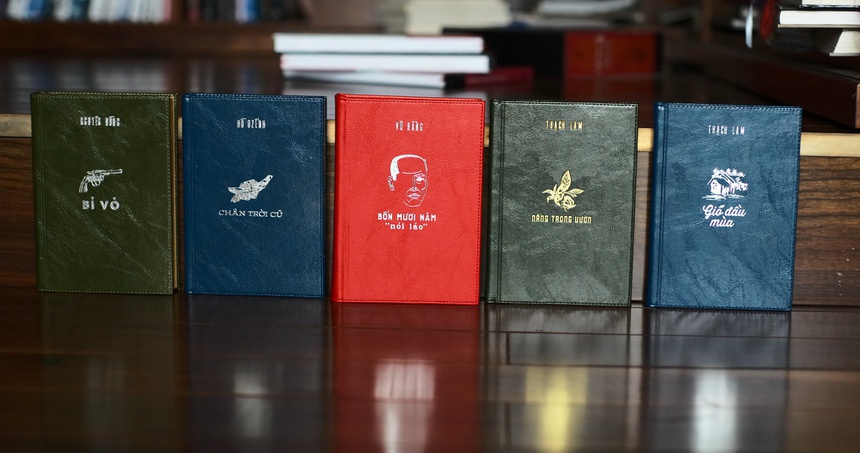 NGUYÊN HỒNG
BỈ VỎ
HỒ DZẾNH
CHÂN TRỜI CŨ
VŨ BẰNG
BỐN MƯƠI NĂM
"nói láo"
THẠCH LAM
NẮNG TRONG VƯỜN
THẠCH LAM
Gió đầu
mùa